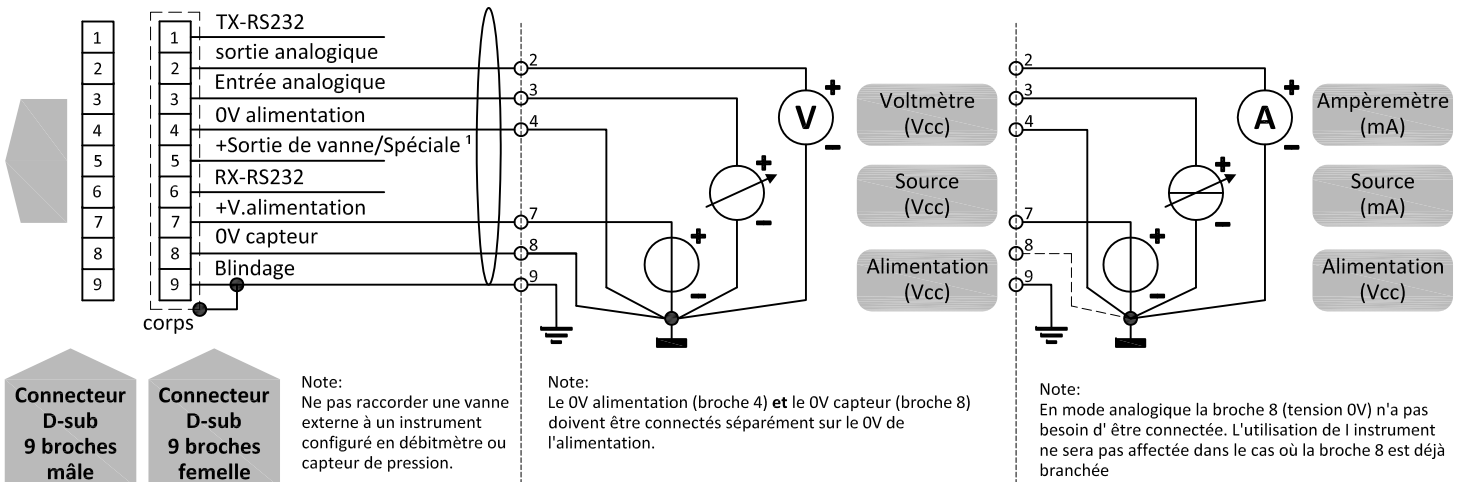 1
2
3
4
5
6
7
8
9
1
2
3
4
5
6
7
8
9
TX-RS232
sortie analogique
Entrée analogique
0V alimentation
+Sortie de vanne/Spéciale ¹
RX-RS232
+V.alimentation
0V capteur
Blindage
corps
2
3
4
7
8
9
V
+
-
+
-
+
-
Voltmètre
(Vcc)
Source
(Vcc)
Alimentation
(Vcc)
2
3
4
7
8
9
A
+
-
+
-
+
-
Ampèremètre
(mA)
Source
(mA)
Alimentation
(Vcc)
Connecteur
D-sub
9 broches
mâle
Connecteur
D-sub
9 broches
femelle
Note:
Ne pas raccorder une vanne
externe à un instrument
configuré en débitmètre ou
capteur de pression.
Note:
Le 0V alimentation (broche 4) et le 0V capteur (broche 8)
doivent être connectés séparément sur le 0V de
l'alimentation.
Note:
En mode analogique la broche 8 (tension 0V) n'a pas
besoin d' être connectée. L'utilisation de l instrument
ne sera pas affectée dans le cas où la broche 8 est déjà
branchée